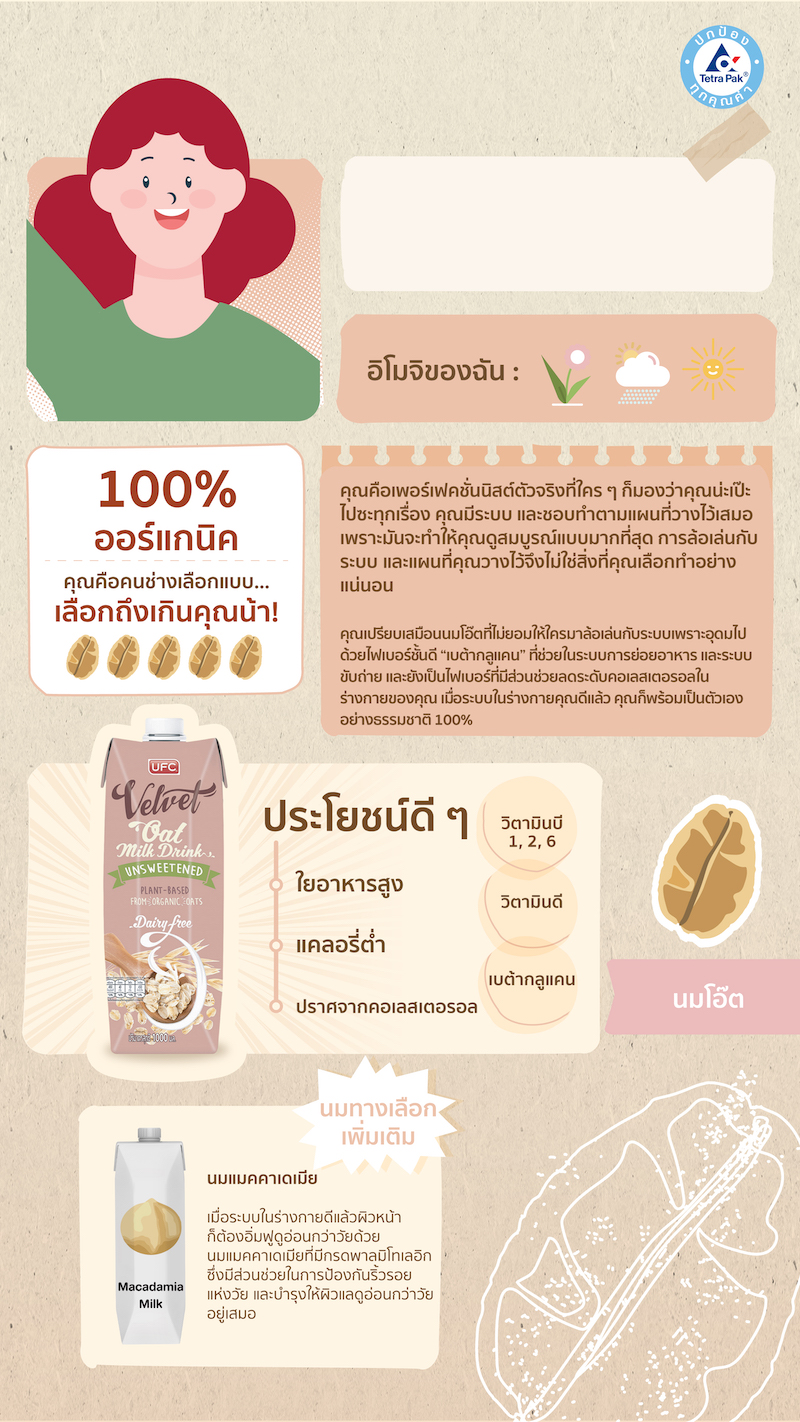 ปกป้อง
Tetra Pak®
ทุกคุณค่า
อิโมจิของฉัน :
100%
ออร์แกนิค
คุณคือคนช่างเลือกแบบ...
เลือกถึงเกินคุณน้า!
คุณคือเพอร์เฟคชั่นนิสต์ตัวจริงที่ใคร ๆ ก็มองว่าคุณน่ะเป๊ะ
ไปซะทุกเรื่อง คุณมีระบบ และชอบทำตามแผนที่วางไว้เสมอ
เพราะมันจะทำให้คุณดูสมบูรณ์แบบมากที่สุด การล้อเล่นกับ
ระบบ และแผนที่คุณวางไว้จึงไม่ใช่สิ่งที่คุณเลือกทำอย่าง
แน่นอน
คุณเปรียบเสมือนนมโอ๊ตที่ไม่ยอมให้ใครมาล้อเล่นกับระบบเพราะอุดมไป
ด้วยไฟเบอร์ชั้นดี “เบต้ากลูแคน” ที่ช่วยในระบบการย่อยอาหาร และระบบ
ขับถ่าย และยังเป็นไฟเบอร์ที่มีส่วนช่วยลดระดับคอเลสเตอรอลใน
ร่างกายของคุณ เมื่อระบบในร่างกายคุณดีแล้ว คุณก็พร้อมเป็นตัวเอง
อย่างธรรมชาติ 100%
UFC
Velvet
Oat
Milk Drink
UNSWEETENED
PLANT-BASED
FROM ORGANIC OATS
Dairy free
1000
ประโยชน์ดี ๆ
ใยอาหารสูง
แคลอรี่ต่ำ
ปราศจากคอเลสเตอรอล
วิตามินบี
1, 2, 6
วิตามินดี
เบต้ากลูแคน
นมโอ๊ต
นมทางเลือก
เพิ่มเติม
นมแมคคาเดเมีย
เมื่อระบบในร่างกายดีแล้วผิวหน้า
ก็ต้องอิ่มฟูดูอ่อนกว่าวัยด้วย
นมแมคคาเดเมียที่มีกรดพาลมิโทเลอิก
ซึ่งมีส่วนช่วยในการป้องกันริ้วรอย
แห่งวัย และบำรุงให้ผิวแลดูอ่อนกว่าวัย
อยู่เสมอ
Macadamia
Milk